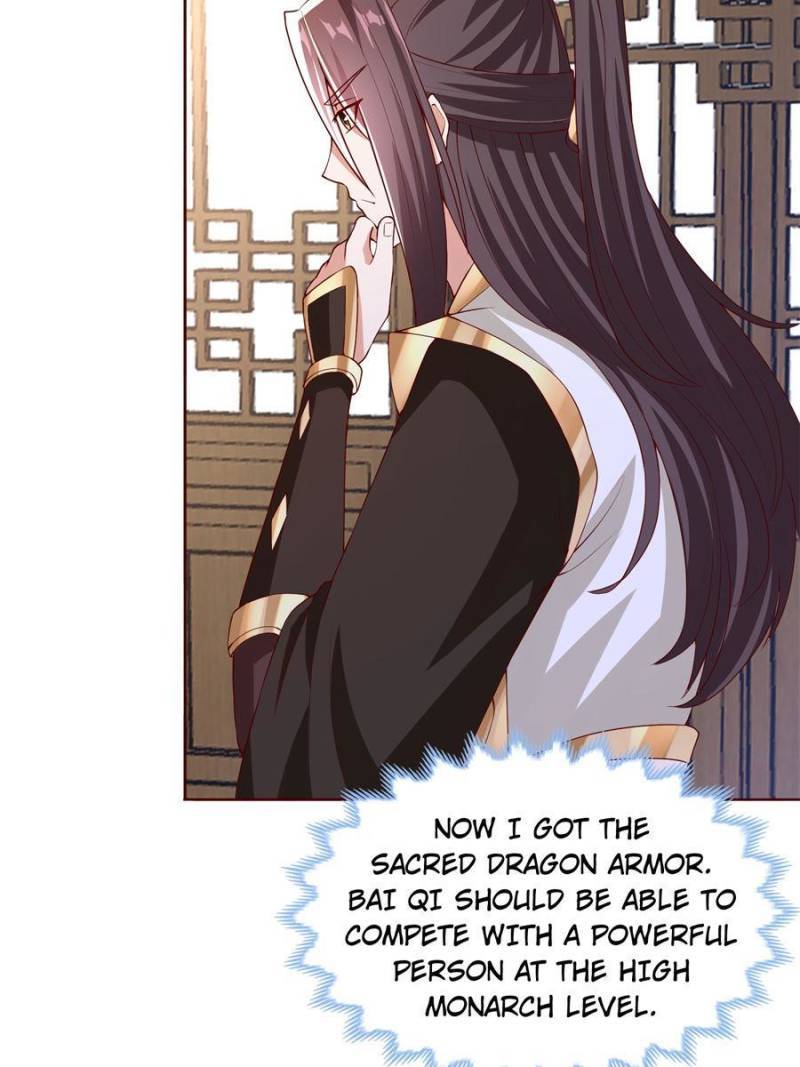 NOW I GOT THE
SACRED DRAGON ARMOR.
BAI QI SHOULD BE ABLE TO
COMPETE WITH A POWERFUL
PERSON AT THE HIGH
MONARCH LEVEL.